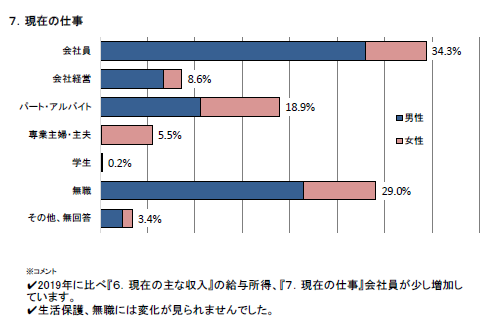 ７．現在の仕事
会社員
34.3%
会社経営
8.6%
パート・アルバイト
18.9%
専業主婦・主夫
5.5%
学生
0.2%
無職
29.0%
その他、無回答
3.4%
男性
女性
※コメント
✔2019年に比べ『６．現在の主な収入』の給与所得、『７．現在の仕事』会社員が少し増加し
ています。
✔生活保護、無職には変化が見られませんでした。